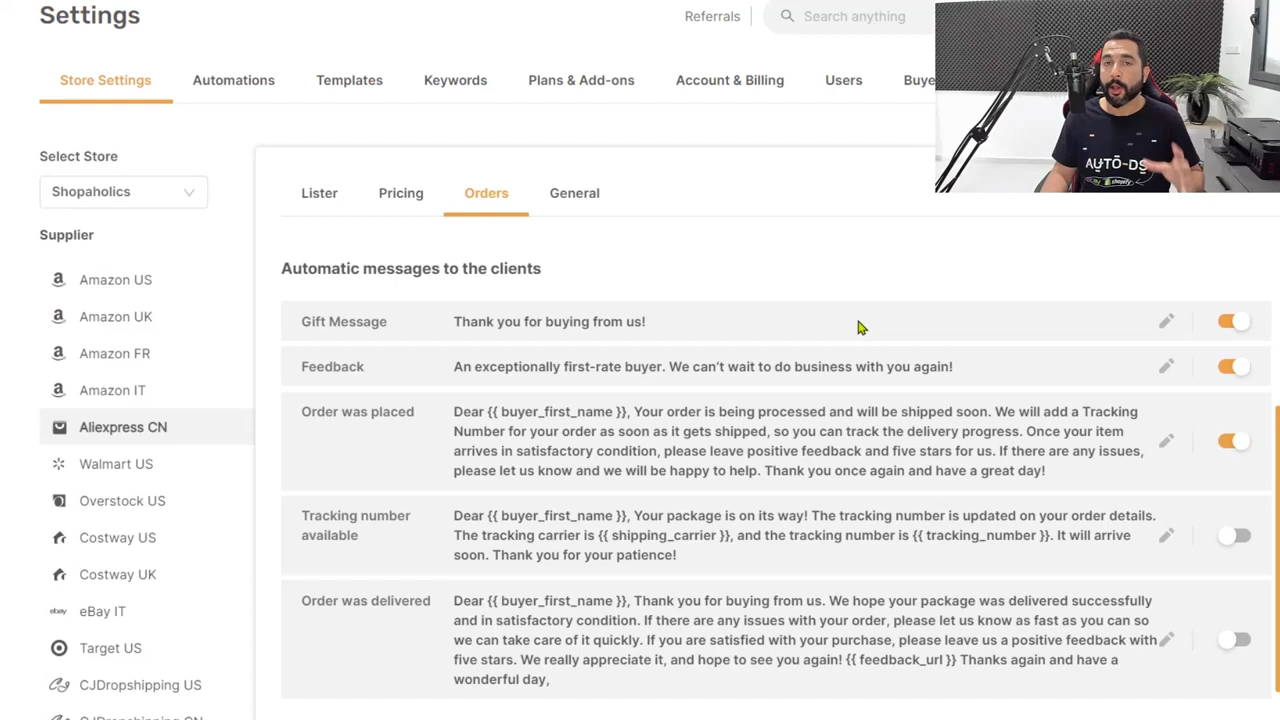 Settings
Referrals
Search anything
Store Settings
Automations
Templates
Keywords
Plans & Add-ons
Account & Billing
Users
AUTO-DS
shopify
Select Store
Shopaholics
Supplier
Amazon US
Amazon UK
Amazon FR
Amazon IT
Aliexpress CN
Walmart US
Overstock US
Costway US
Costway UK
ebay
eBay IT
Target US
CJDropshipping US
CJDropshipping CN
Lister
Pricing
Orders
General
Automatic messages to the clients
Gift Message
Thank you for buying from us!
Feedback
An exceptionally first-rate buyer. We can't wait to do business with you again!
Order was placed
Dear {{ buyer_first_name }}, Your order is being processed and will be shipped soon. We will add a Tracking
Number for your order as soon as it gets shipped, so you can track the delivery progress. Once your item
arrives in satisfactory condition, please leave positive feedback and five stars for us. If there are any issues,
please let us know and we will be happy to help. Thank you once again and have a great day!
Tracking number
available
Dear {{ buyer_first_name }}, Your package is on its way! The tracking number is updated on your order details.
The tracking carrier is {{ shipping_carrier }}, and the tracking number is {{ tracking_number }}. It will arrive
soon. Thank you for your patience!
Order was delivered
Dear {{ buyer_first_name }}, Thank you for buying from us. We hope your package was delivered successfully
and in satisfactory condition. If there are any issues with your order, please let us know as fast as you can so
we can take care of it quickly. If you are satisfied with your purchase, please leave us a positive feedback with
five stars. We really appreciate it, and hope to see you again! {{ feedback_url }} Thanks again and have a
wonderful day,